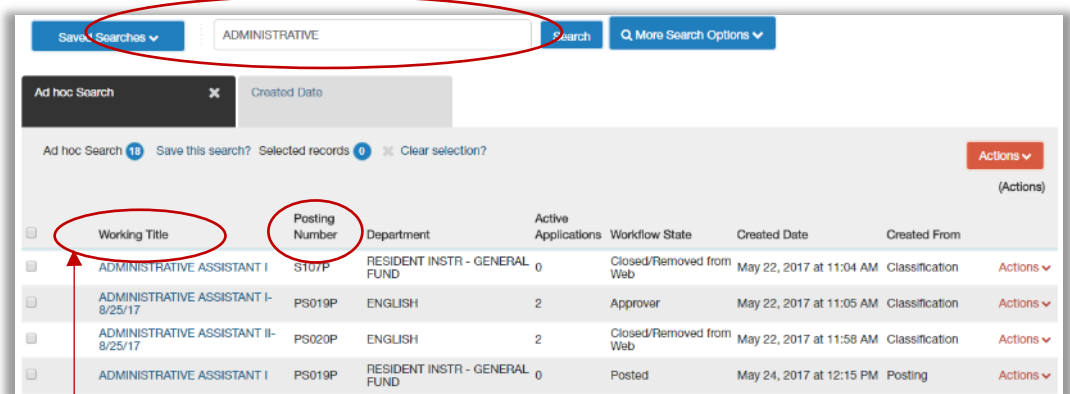 Saved Searches ADMINISTRATIVE Search More Search Options
Ad hoc Search Created Date
Ad hoc Search 18 Save this search? Selected records 0 Clear selection? Actions
(Actions)
Working Title Posting Number Department Active Applications Workflow State Created Date Created From
ADMINISTRATIVE ASSISTANT I S107P RESIDENT INSTR - GENERAL FUND 0 Closed/Removed from Web May 22, 2017 at 11:04 AM Classification Actions
ADMINISTRATIVE ASSISTANT I-8/25/17 PS019P ENGLISH 2 Approver May 22, 2017 at 11:05 AM Classification Actions
ADMINISTRATIVE ASSISTANT II-8/25/17 PS020P ENGLISH 2 Closed/Removed from Web May 22, 2017 at 11:58 AM Classification Actions
ADMINISTRATIVE ASSISTANT I PS019P RESIDENT INSTR - GENERAL FUND 0 Posted May 24, 2017 at 12:15 PM Posting Actions